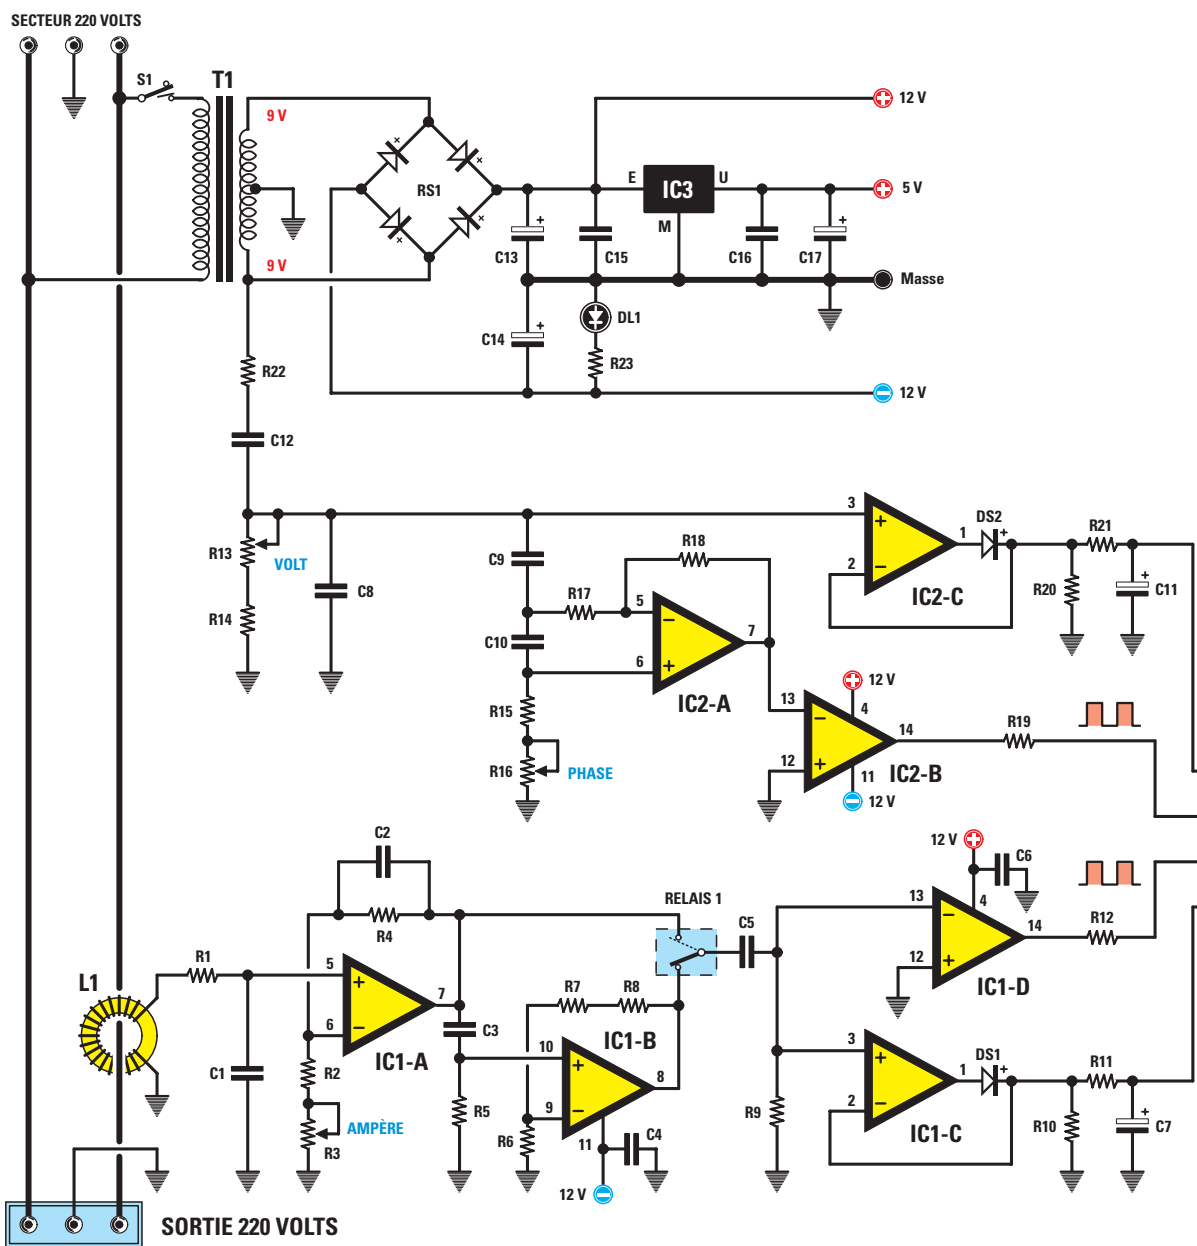 SECTEUR 220 VOLTS
S1
T1
9 V
12 V
RS1
E
IC3
U
5 V
M
C13
C15
C16
C17
9 V
Masse
C14
DL1
R23
R22
12 V
C12
3
DS2
1
R21
R13
VOLT
R18
C9
2
C8
R17
5
IC2-C
R20
C11
R14
C10
7
6
12 V
R15
IC2-A
13
4
14
R19
R16
PHASE
12
11
IC2-B
12 V
C2
12 V
C6
RELAIS 1
13
4
R4
C5
14
R12
R1
5
12
L1
7
R7
R8
IC1-D
6
C3
IC1-A
10
IC1-B
3
DS1
1
R11
C1
R2
8
2
AMPÈRE
R5
9
R9
R10
C7
R3
R6
11
C4
IC1-C
12 V
SORTIE 220 VOLTS